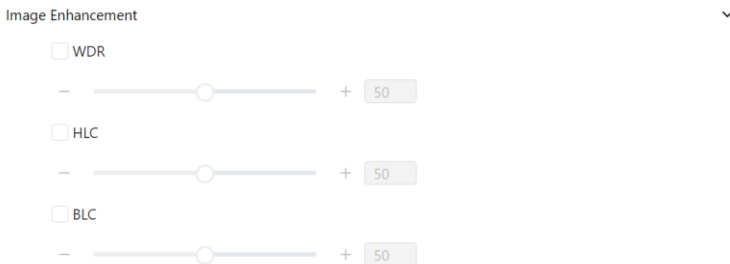 Image Enhancement
WDR
− + 50
HLC
− + 50
BLC
− + 50